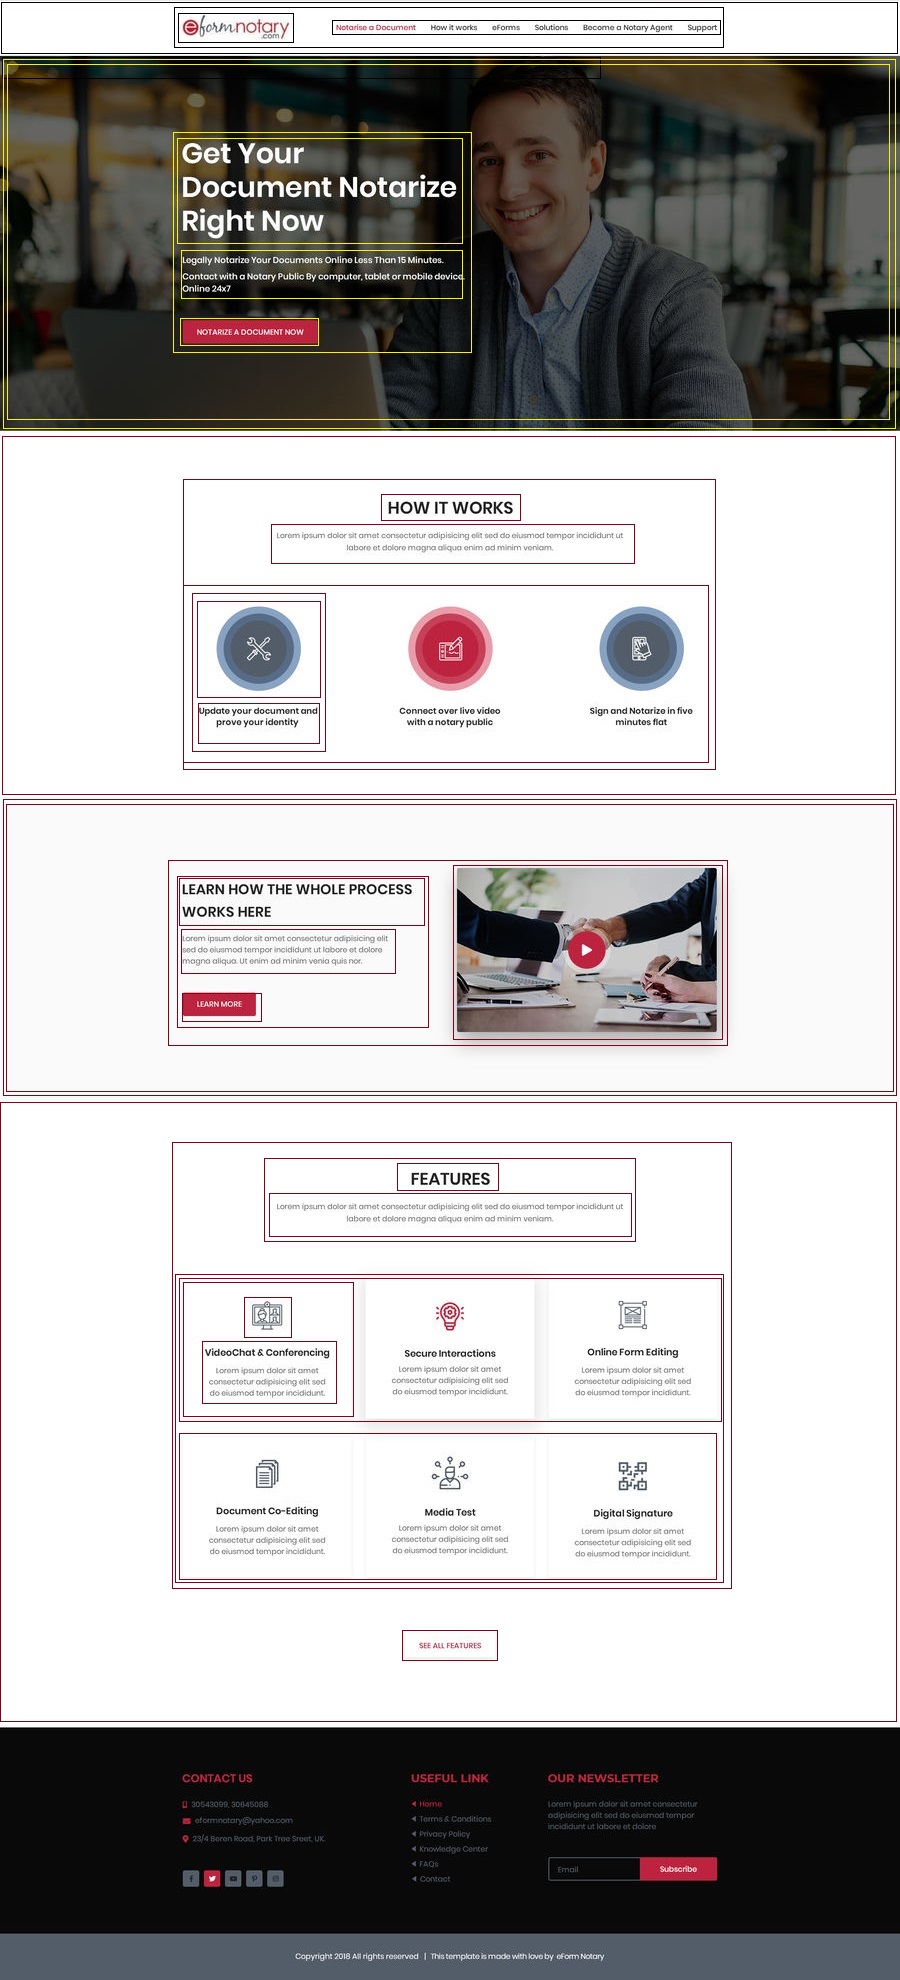 eformnotary.com
Notarise a Document How it works eForms Solutions Become a Notary Agent Support
Get Your
Document Notarize
Right Now
Legally Notarize Your Documents Online Less Than 15 Minutes.
Contact with a Notary Public By computer, tablet or mobile device.
Online 24x7
NOTARIZE A DOCUMENT NOW
HOW IT WORKS
Lorem ipsum dolor sit amet consectetur adipisicing elit sed do eiusmod tempor incididunt ut
labore et dolore magna aliqua enim ad minim veniam.
Update your document and
prove your identity
Connect over live video
with a notary public
Sign and Notarize in five
minutes flat
LEARN HOW THE WHOLE PROCESS
WORKS HERE
Lorem ipsum dolor sit amet consectetur adipisicing elit
sed do eiusmod tempor incididunt ut labore et dolore
magna aliqua. Ut enim ad minim venia quis nor.
LEARN MORE
FEATURES
Lorem ipsum dolor sit amet consectetur adipisicing elit sed do eiusmod tempor incididunt ut
labore et dolore magna aliqua enim ad minim veniam.
VideoChat & Conferencing
Lorem ipsum dolor sit amet
consectetur adipisicing elit sed
do eiusmod tempor incididunt.
Secure Interactions
Lorem ipsum dolor sit amet
consectetur adipisicing elit sed
do eiusmod tempor incididunt.
Online Form Editing
Lorem ipsum dolor sit amet
consectetur adipisicing elit sed
do eiusmod tempor incididunt.
Document Co-Editing
Lorem ipsum dolor sit amet
consectetur adipisicing elit sed
do eiusmod tempor incididunt.
Media Test
Lorem ipsum dolor sit amet
consectetur adipisicing elit sed
do eiusmod tempor incididunt.
Digital Signature
Lorem ipsum dolor sit amet
consectetur adipisicing elit sed
do eiusmod tempor incididunt.
SEE ALL FEATURES
CONTACT US
30543099, 30645088
eformnotary@yahoo.com
23/4 Beren Road, Park Tree Sreet, UK.
USEFUL LINK
Home
Terms & Conditions
Privacy Policy
Knowledge Center
FAQs
Contact
OUR NEWSLETTER
Lorem ipsum dolor sit amet consectetur
adipisicing elit sed do eiusmod tempor
incididunt ut labore et dolore
Email Subscribe
Copyright 2018 All rights reserved | This template is made with love by eForm Notary